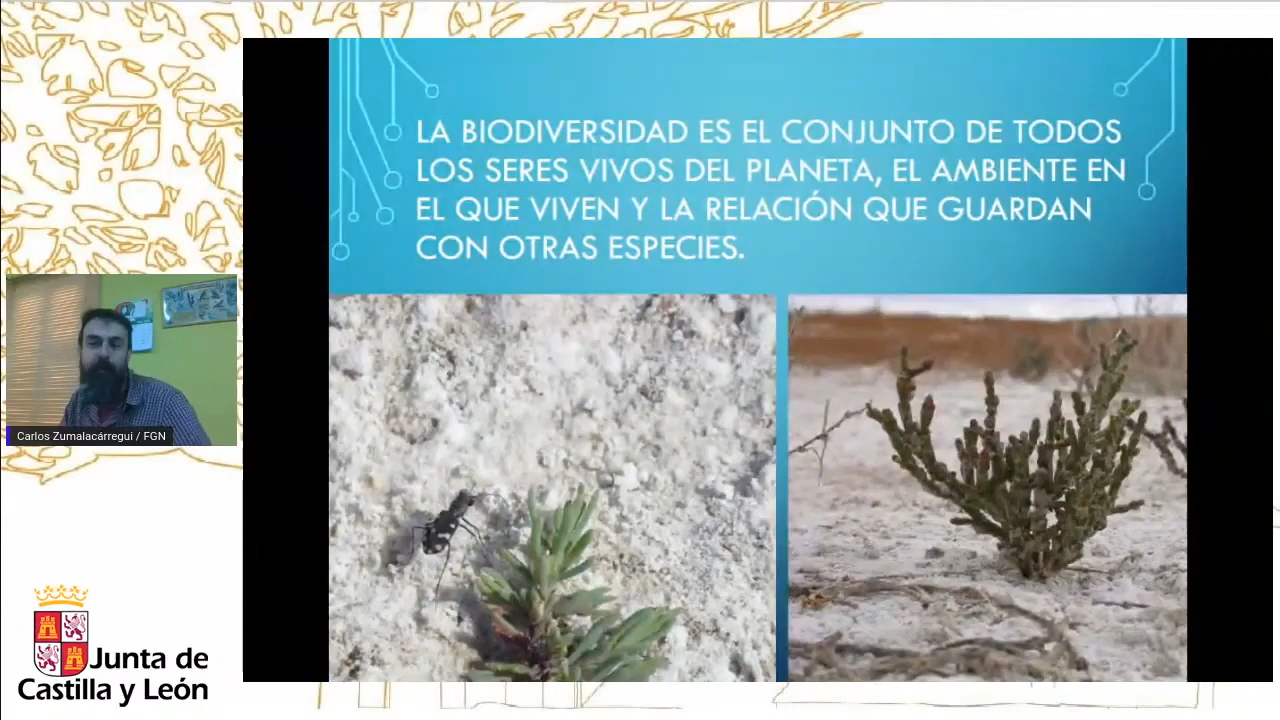 LA BIODIVERSIDAD ES EL CONJUNTO DE TODOS
LOS SERES VIVOS DEL PLANETA, EL AMBIENTE EN
EL QUE VIVEN Y LA RELACIÓN QUE GUARDAN
CON OTRAS ESPECIES.
Carlos Zumalacárregui / FGN
Junta de
Castilla y León